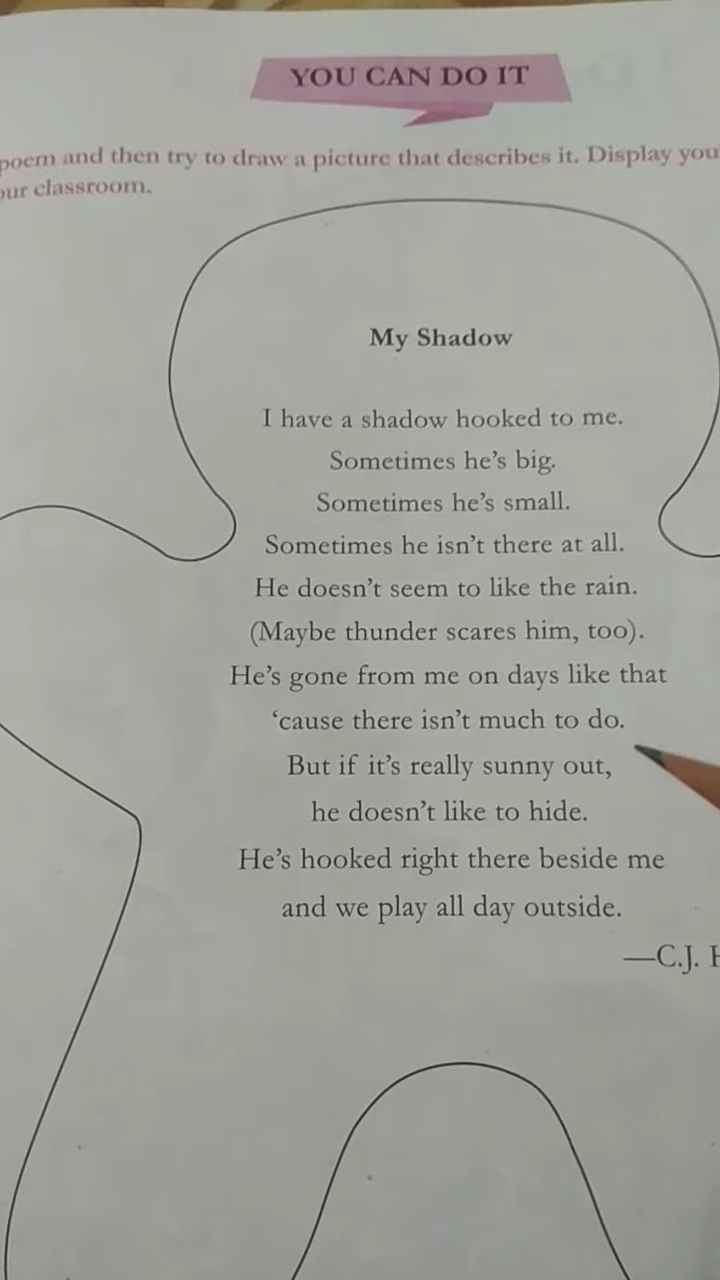 YOU CAN DO IT
poem and then try to draw a picture that describes it. Display
classroom.
My Shadow
I have a shadow hooked to me.
Sometimes he's big.
Sometimes he's small.
Sometimes he isn't there at all.
He doesn't seem to like the rain.
(Maybe thunder scares him, too).
He's gone from me on days like that
‘cause there isn't much to do.
But if it's really sunny out,
he doesn't like to hide.
He's hooked right there beside me
and we play all day outside.
—C.J.